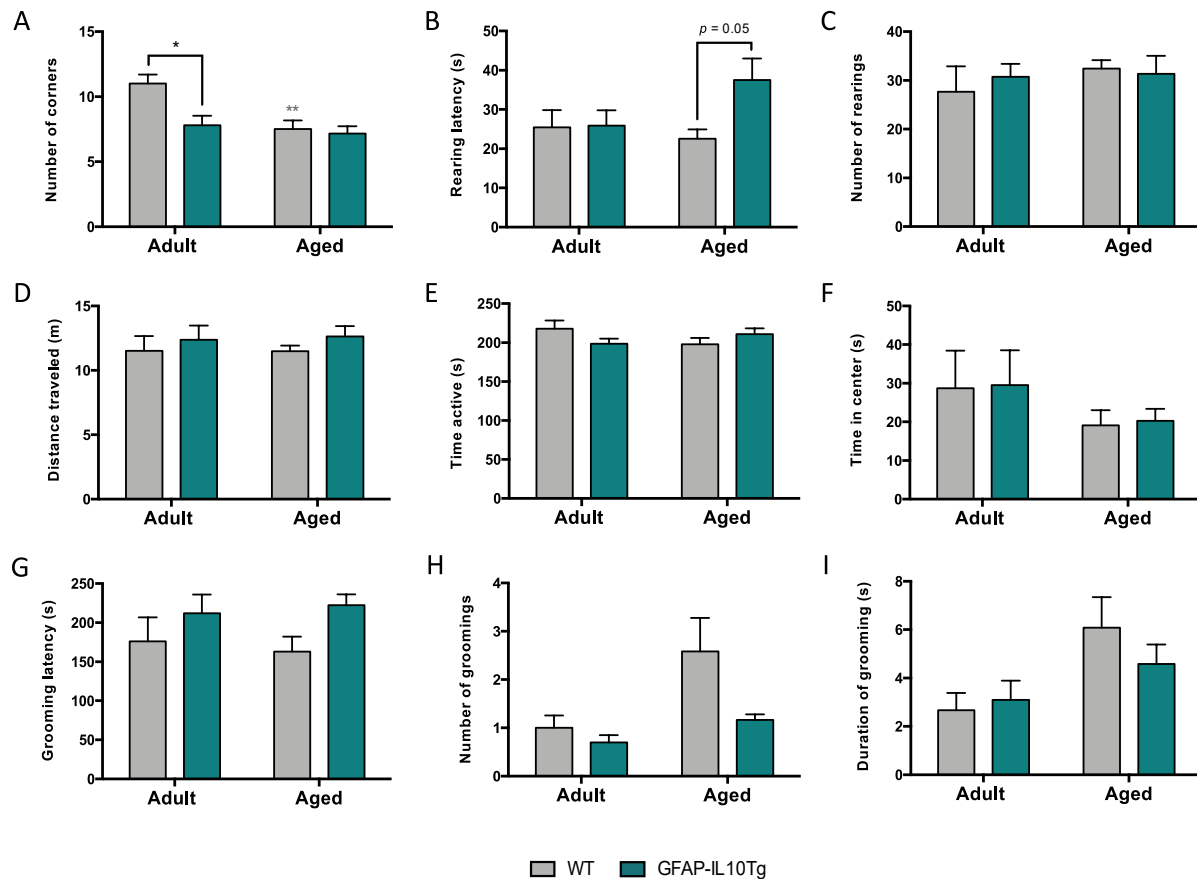 A
Number of corners
15
10
5
0
*
**
Adult
Aged
B
Rearing latency (s)
50
40
30
20
10
0
p = 0.05
Adult
Aged
C
Number of rearings
40
30
20
10
0
Adult
Aged
D
Distance traveled (m)
15
10
5
0
Adult
Aged
E
Time active (s)
250
200
150
100
50
0
Adult
Aged
F
Time in center (s)
50
40
30
20
10
0
Adult
Aged
G
Grooming latency (s)
250
200
150
100
50
0
Adult
Aged
H
Number of groomings
4
3
2
1
0
Adult
Aged
I
Duration of grooming (s)
8
6
4
2
0
Adult
Aged
WT
GFAP-IL10Tg